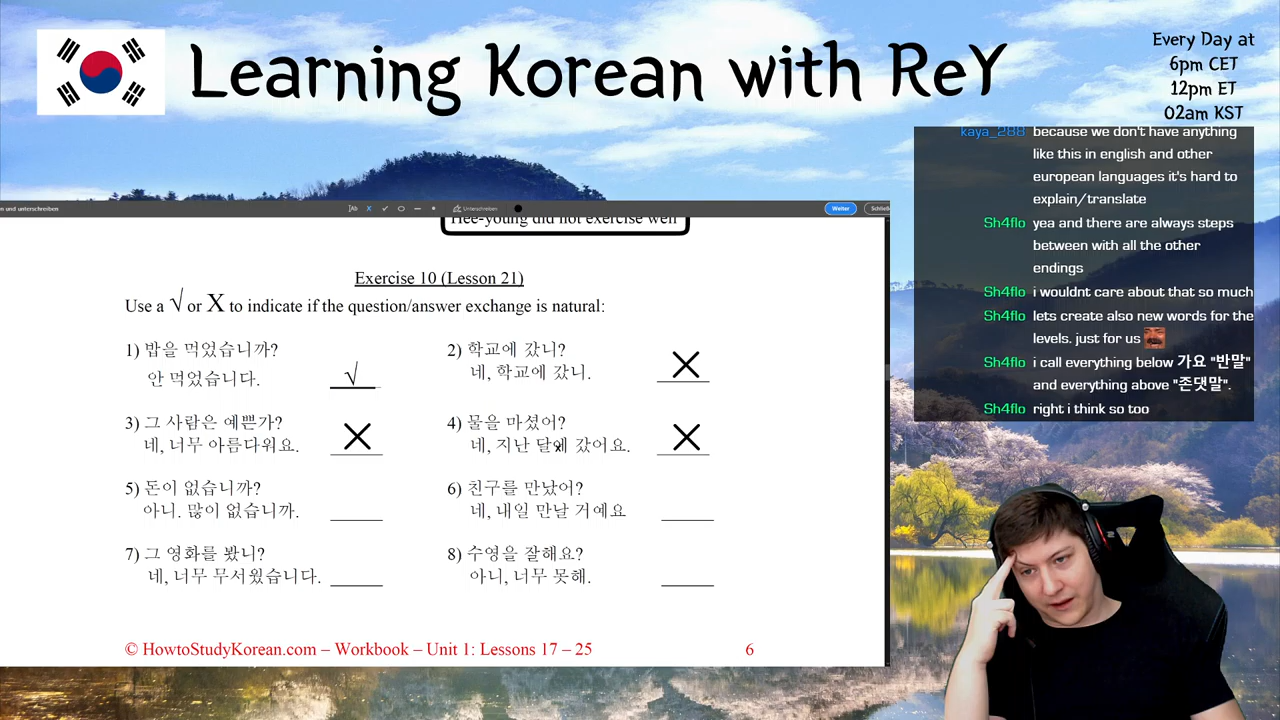 Learning Korean with ReY
Every Day at
6pm CET
12pm ET
02am KST
kaya_288 because we don't have anything
like this in english and other
european languages it's hard to
explain/translate
Sh4flo yea and there are always steps
between with all the other
endings
Sh4flo i wouldnt care about that so much
Sh4flo lets create also new words for the
levels. just for us
Sh4flo i call everything below 가요 "반말"
and everything above "존댓말".
Sh4flo right i think so too
n und unterschreiben
Ab
Unterschreiben
Weiter
Schließ
Hee-young did not exercise well
Exercise 10 (Lesson 21)
Use a √ or X to indicate if the question/answer exchange is natural:
1) 밥을 먹었습니까?
안 먹었습니다. √
2) 학교에 갔니?
네, 학교에 갔니. X
3) 그 사람은 예쁜가?
네, 너무 아름다워요. X
4) 물을 마셨어?
네, 지난 달에 갔어요. X
5) 돈이 없습니까?
아니. 많이 없습니까.
6) 친구를 만났어?
네, 내일 만날 거예요
7) 그 영화를 봤니?
네, 너무 무서웠습니다.
8) 수영을 잘해요?
아니, 너무 못해.
© HowtoStudyKorean.com – Workbook – Unit 1: Lessons 17 – 25 6